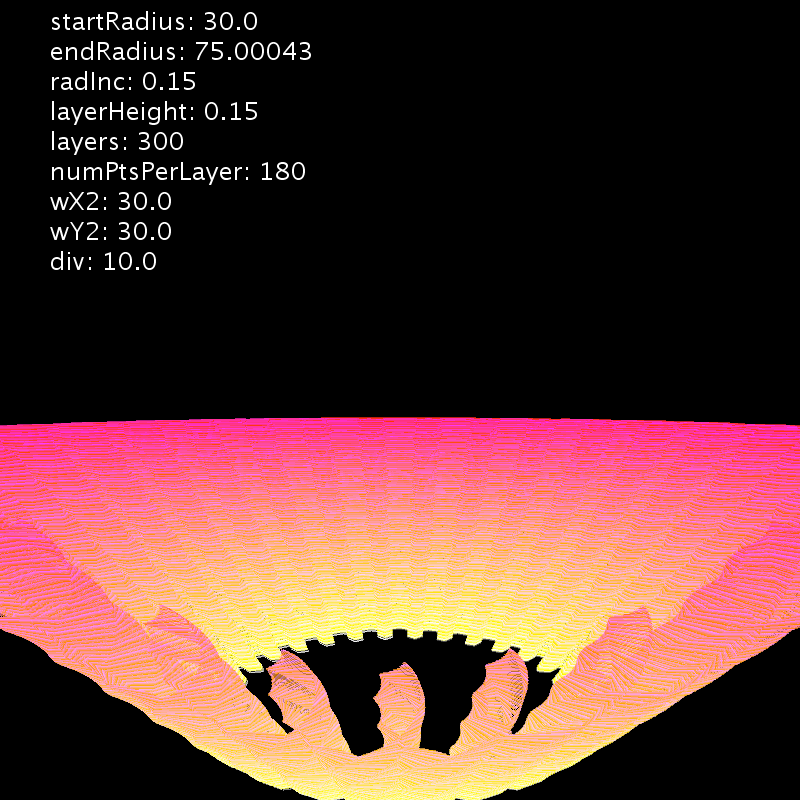 startRadius: 30.0
endRadius: 75.00043
radInc: 0.15
layerHeight: 0.15
layers: 300
numPtsPerLayer: 180
wX2: 30.0
wY2: 30.0
div: 10.0